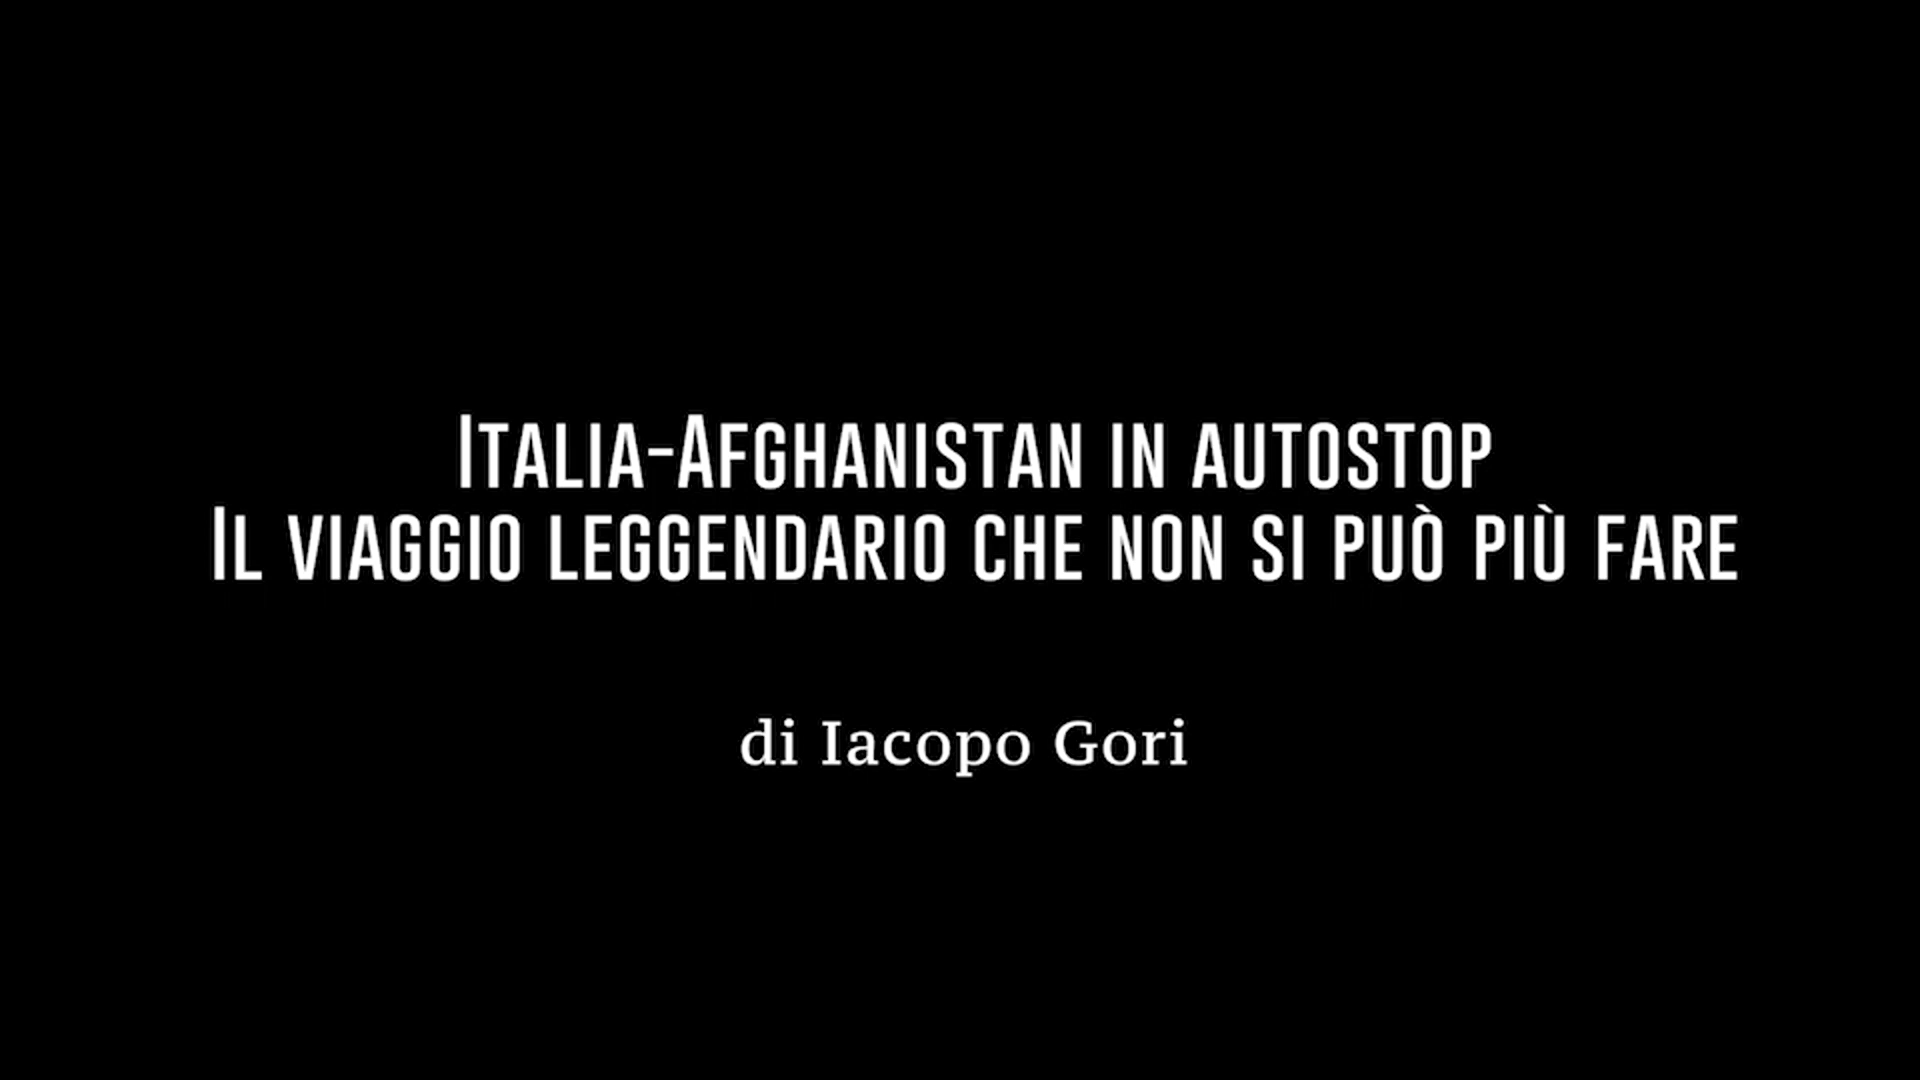 Italia-Afghanistan in autostop
Il viaggio leggendario che non si può più fare
di Iacopo Gori